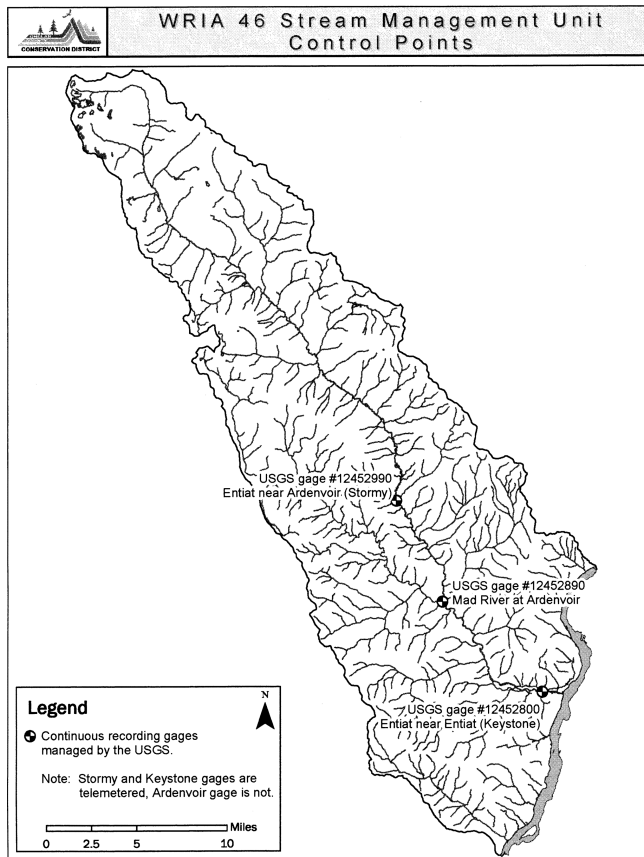 WRIA 46 Stream Management Unit
Control Points
CONSERVATION DISTRICT
USGS gage #12452990
Entiat near Ardenvoir (Stormy)
USGS gage #12452890
Mad River at Ardenvoir
USGS gage #12452800
Entiat near Entiat (Keystone)
Legend
N
Continuous recording gages
managed by the USGS.
Note: Stormy and Keystone gages are
telemetered, Ardenvoir gage is not.
Miles
0 2.5 5 10